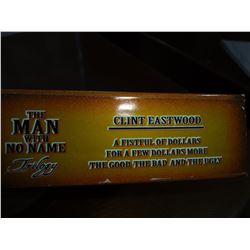 THE
MAN
WITH
NO NAME
Trilogy
CLINT EASTWOOD
A FISTFUL OF DOLLARS
FOR A FEW DOLLARS MORE
THE GOOD, THE BAD AND THE UGLY